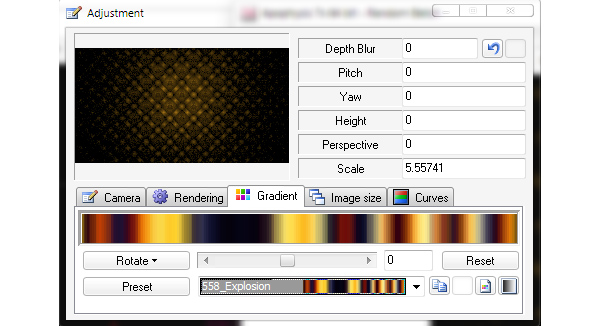 Adjustment
Depth Blur 0
Pitch 0
Yaw 0
Height 0
Perspective 0
Scale 5.55741
Camera Rendering Gradient Image size Curves
Rotate 0 Reset
Preset 558_Explosion